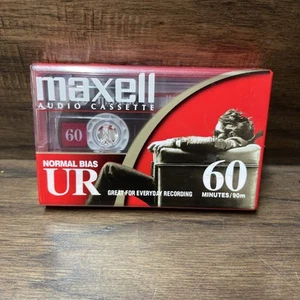 maxell
AUDIO CASSETTE
60
NORMAL BIAS
UR
GREAT FOR EVERYDAY RECORDING
60
MINUTES/90m